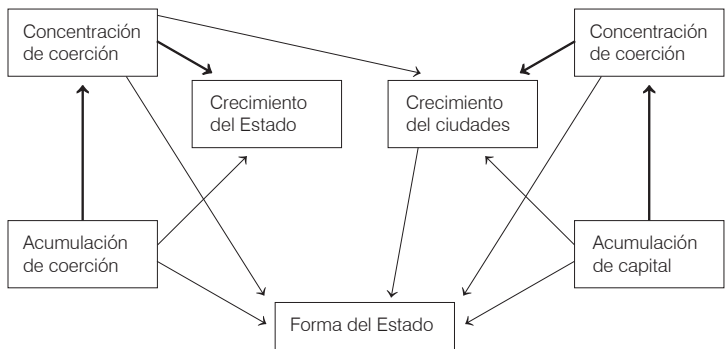 Concentración
de coerción
Concentración
de coerción
Crecimiento
del Estado
Crecimiento
del ciudades
Acumulación
de coerción
Acumulación
de capital
Forma del Estado